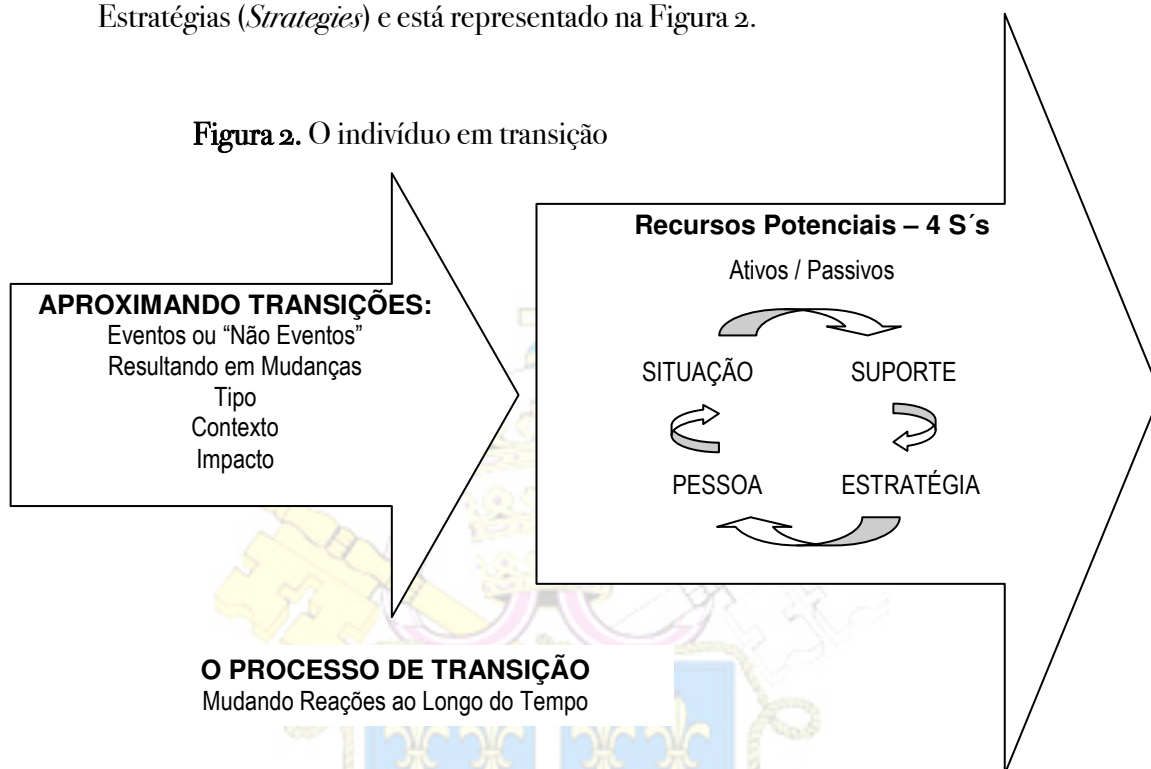 Estratégias (Strategies) e está representado na Figura 2.
Figura 2. O indivíduo em transição
APROXIMANDO TRANSIÇÕES:
Eventos ou “Não Eventos”
Resultando em Mudanças
Tipo
Contexto
Impacto
Recursos Potenciais – 4 S´s
Ativos / Passivos
SITUAÇÃO SUPORTE
PESSOA ESTRATÉGIA
O PROCESSO DE TRANSIÇÃO
Mudando Reações ao Longo do Tempo